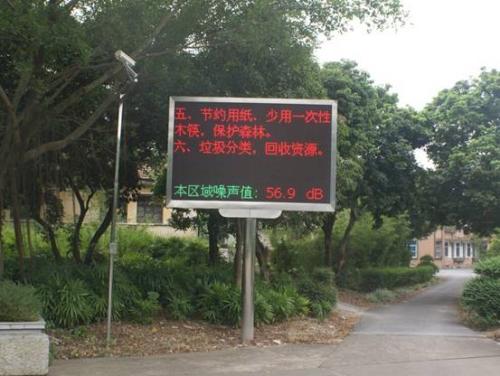 五、节约用纸、少用一次性
木筷，保护森林。
六、垃圾分类，回收资源。
本区域噪声值：56.9 dB